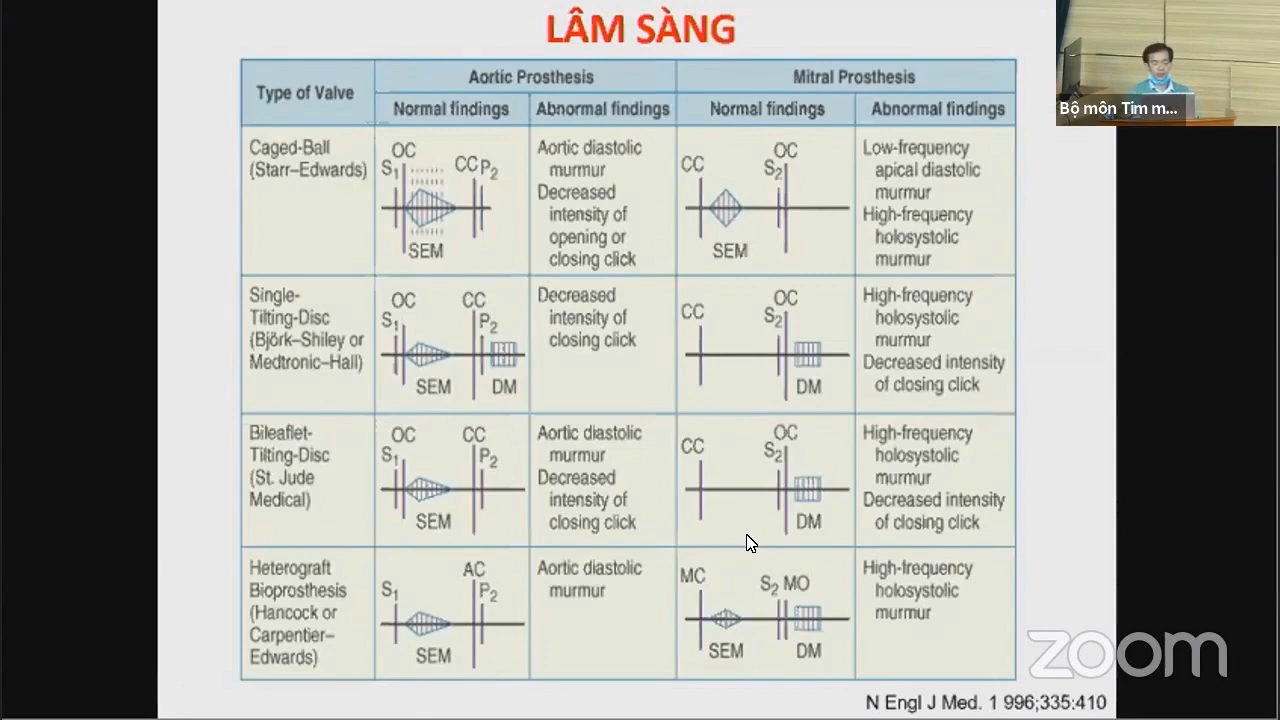 LÂM SÀNG
Bộ môn Tim m...
Type of Valve
Aortic Prosthesis
Mitral Prosthesis
Normal findings
Abnormal findings
Normal findings
Abnormal findings
Caged-Ball
(Starr–Edwards)
OC
S1
CC P2
SEM
Aortic diastolic
murmur
Decreased
intensity of
opening or
closing click
CC
OC
S2
SEM
Low-frequency
apical diastolic
murmur
High-frequency
holosystolic
murmur
Single-
Tilting-Disc
(Björk–Shiley or
Medtronic–Hall)
OC
CC
S1
P2
SEM
DM
Decreased
intensity of
closing click
CC
OC
S2
DM
High-frequency
holosystolic
murmur
Decreased intensity
of closing click
Bileaflet-
Tilting-Disc
(St. Jude
Medical)
OC
CC
S1
P2
SEM
Aortic diastolic
murmur
Decreased
intensity of
closing click
CC
OC
S2
DM
High-frequency
holosystolic
murmur
Decreased intensity
of closing click
Heterograft
Bioprosthesis
(Hancock or
Carpentier–
Edwards)
AC
S1
P2
SEM
Aortic diastolic
murmur
MC
S2 MO
SEM
DM
High-frequency
holosystolic
murmur
zoom
N Engl J Med. 1 996;335:410